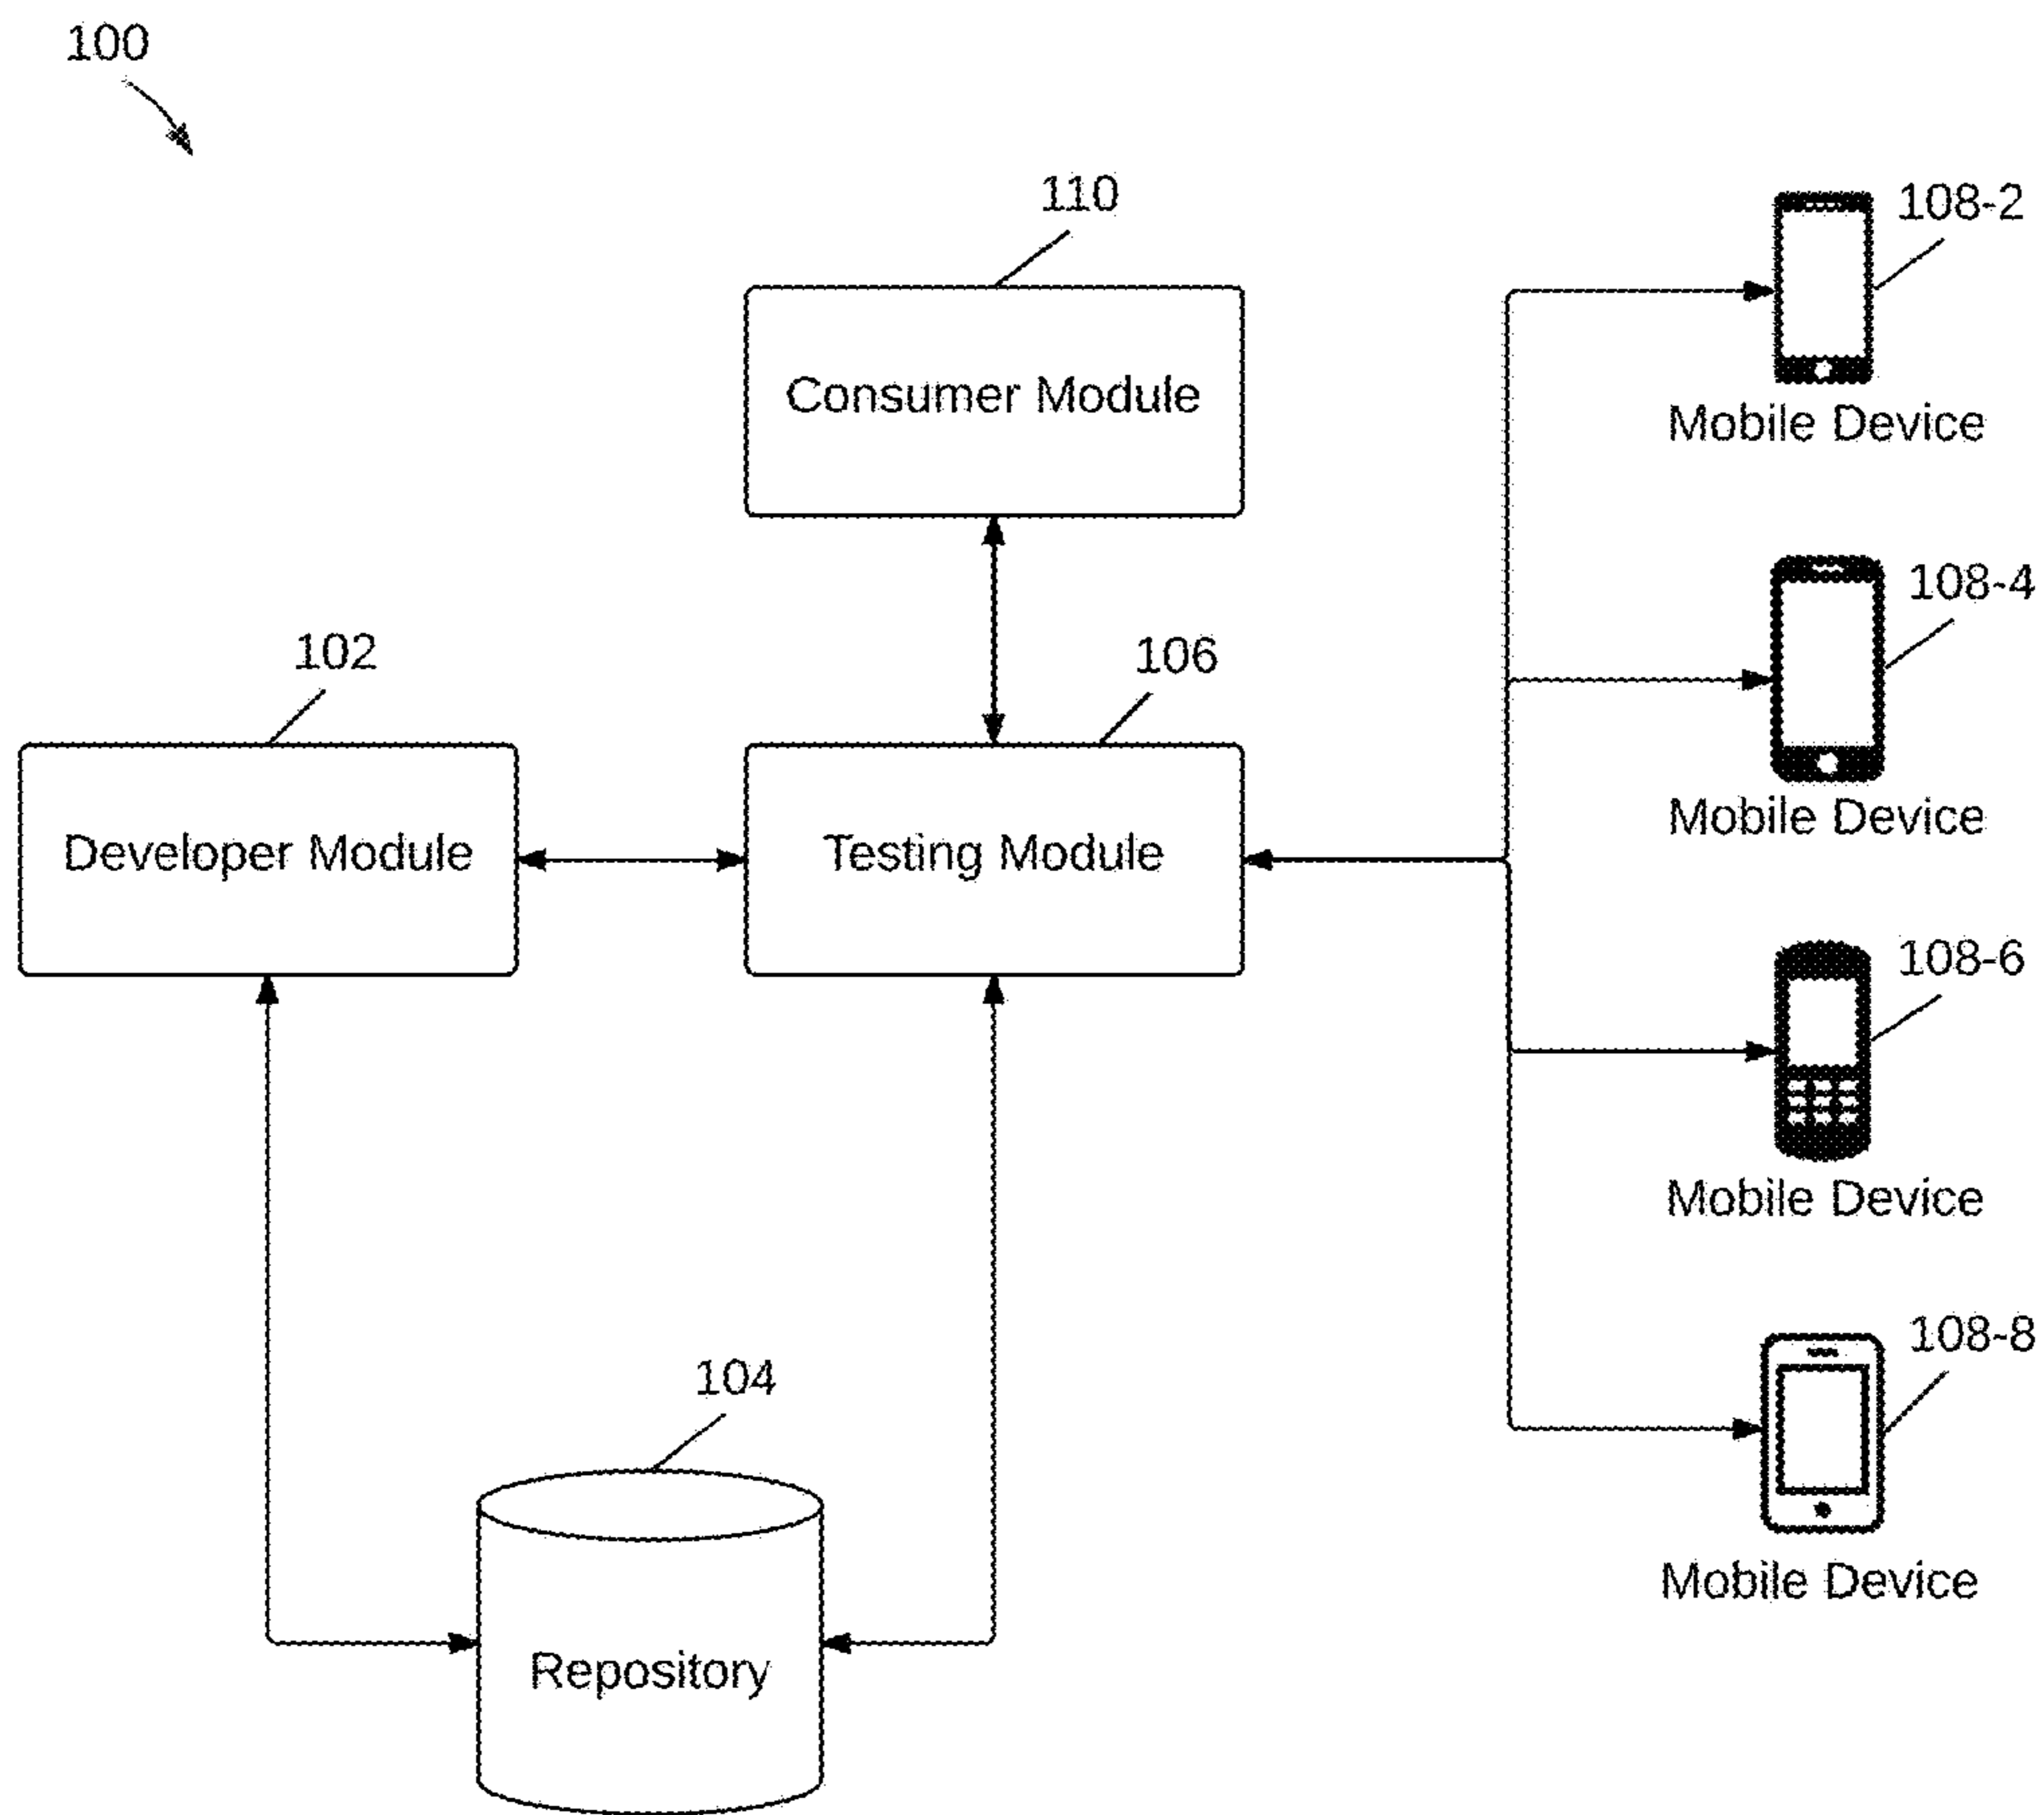 100
110
108-2
Consumer Module
Mobile Device
108-4
102
106
Mobile Device
Developer Module
Testing Module
108-6
Mobile Device
104
108-8
Mobile Device
Repository